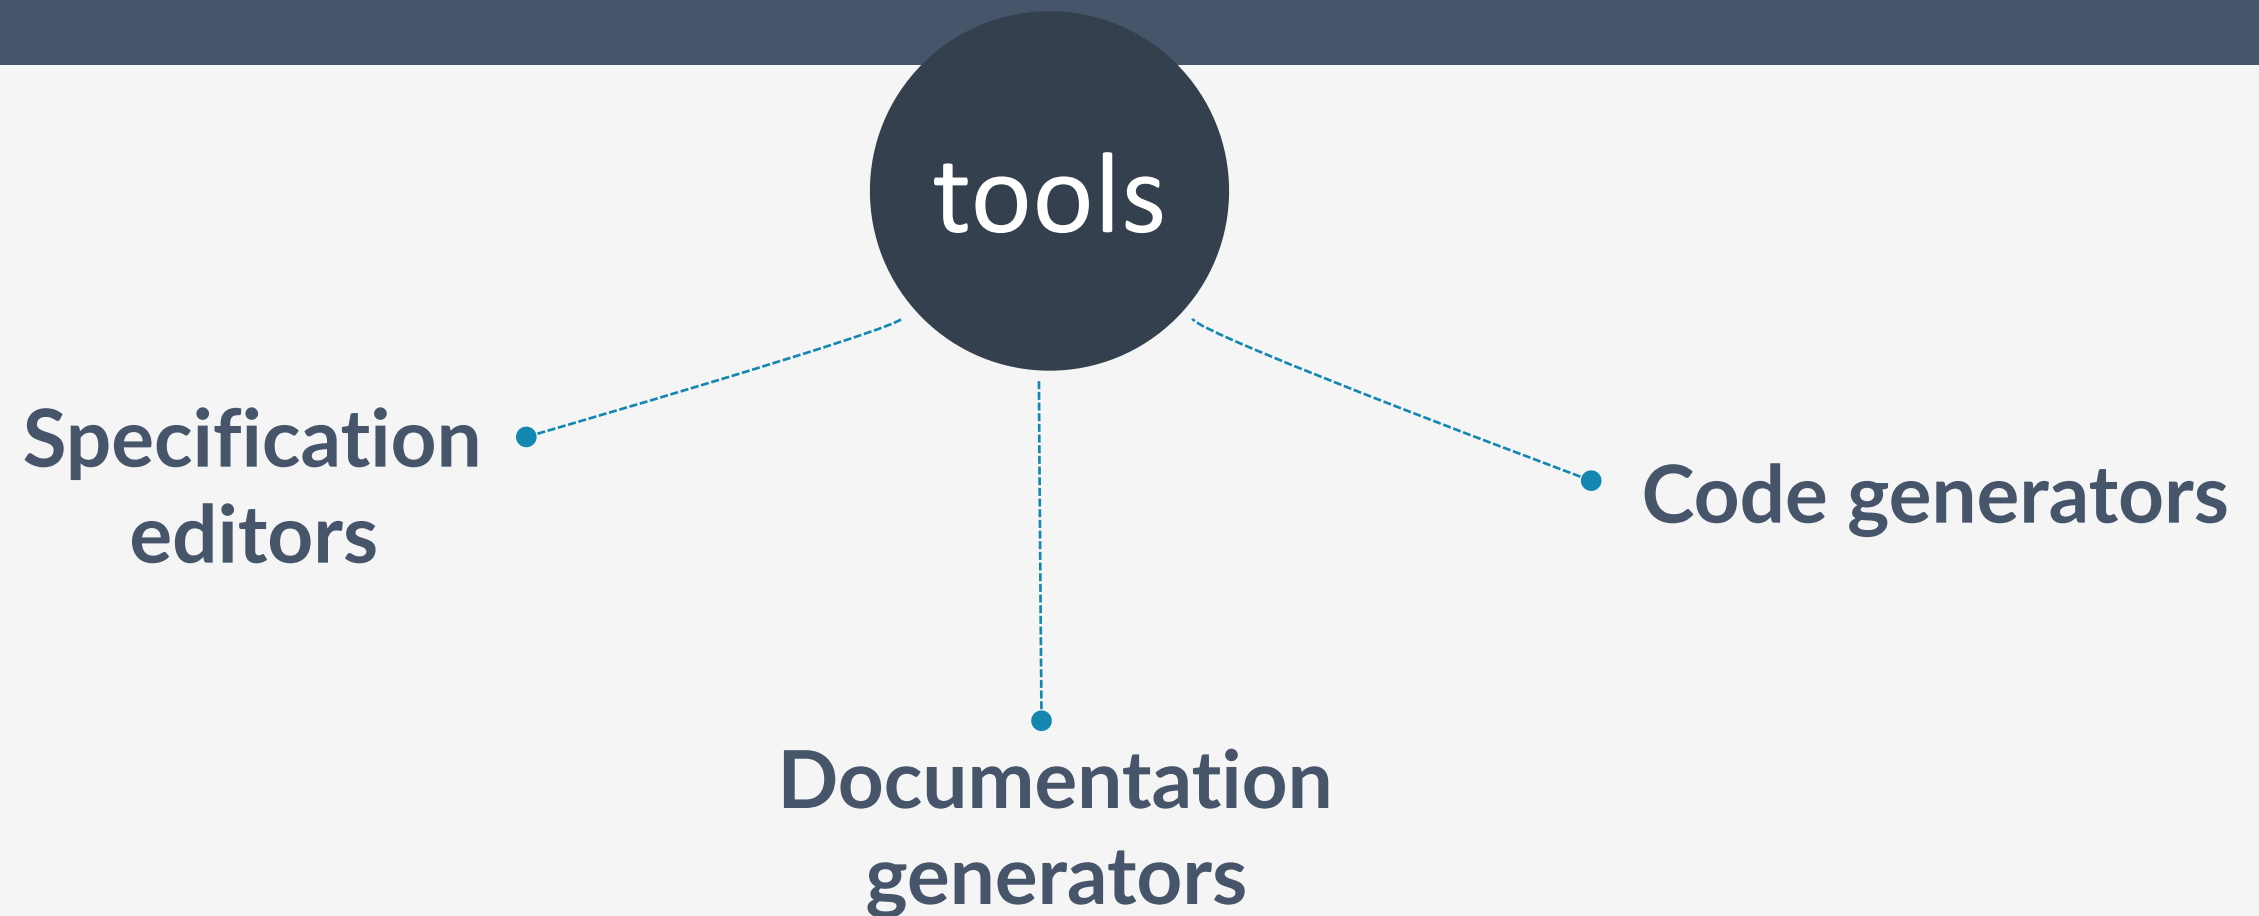 tools
Specification
editors
Code generators
Documentation
generators